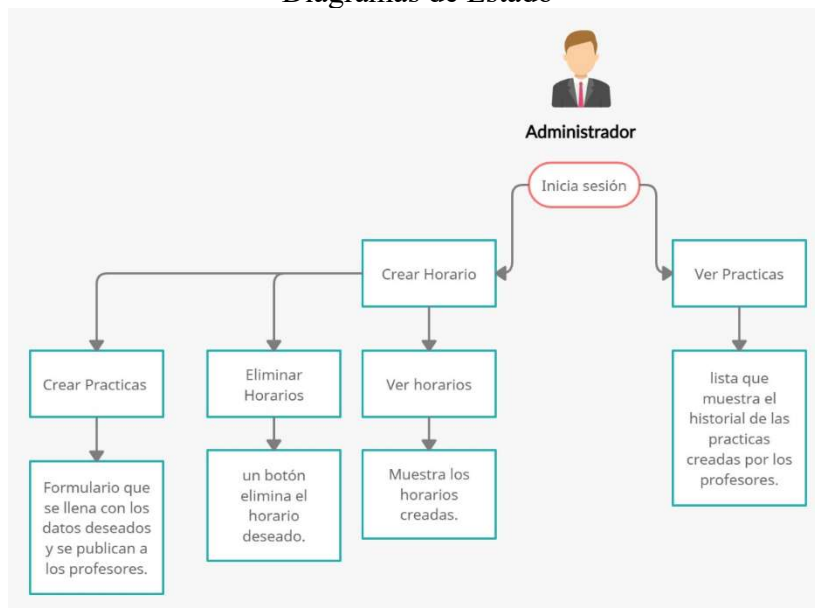 Diagramas de Estado
Administrador
Inicia sesión
Crear Horario
Ver Practicas
Crear Practicas
Eliminar
Horarios
Ver horarios
lista que
muestra el
historial de las
practicas
creadas por los
profesores.
Formulario que
se llena con los
datos deseados
y se publican a
los profesores.
un botón
elimina el
horario
deseado.
Muestra los
horarios
creadas.